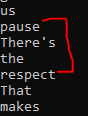 us
pause
There's
the
respect
That
makes